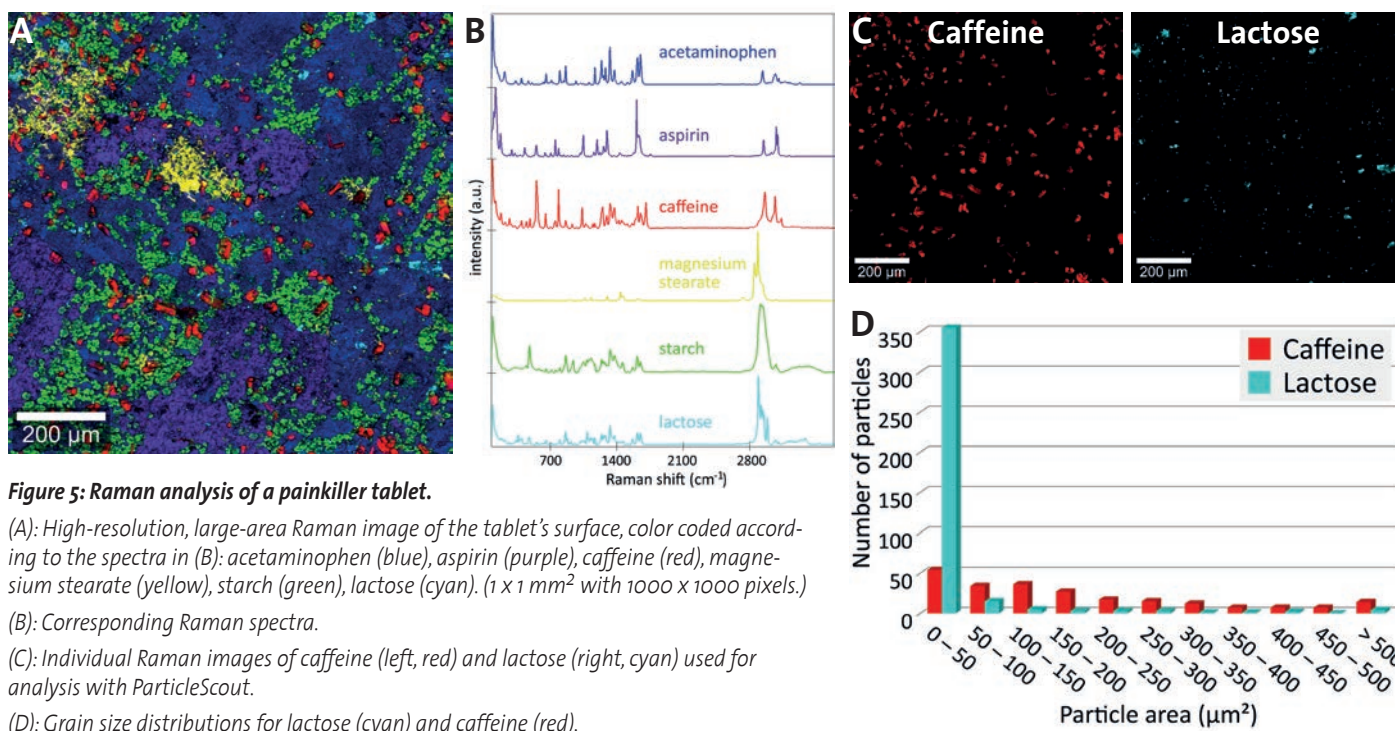 A
200 µm
B
acetaminophen
aspirin
caffeine
magnesium
stearate
starch
lactose
intensity (a.u.)
700 1400 2100 2800
Raman shift (cm⁻¹)
C
Caffeine
200 µm
Lactose
200 µm
D
Caffeine
Lactose
Number of particles
350
300
250
200
150
100
50
0
0 – 50
50 – 100
100 – 150
150 – 200
200 – 250
250 – 300
300 – 350
350 – 400
400 – 450
450 – 500
> 500
Particle area (µm²)
Figure 5: Raman analysis of a painkiller tablet.
(A): High-resolution, large-area Raman image of the tablet's surface, color coded accord-
ing to the spectra in (B): acetaminophen (blue), aspirin (purple), caffeine (red), magne-
sium stearate (yellow), starch (green), lactose (cyan). (1 x 1 mm² with 1000 x 1000 pixels.)
(B): Corresponding Raman spectra.
(C): Individual Raman images of caffeine (left, red) and lactose (right, cyan) used for
analysis with ParticleScout.
(D): Grain size distributions for lactose (cyan) and caffeine (red).